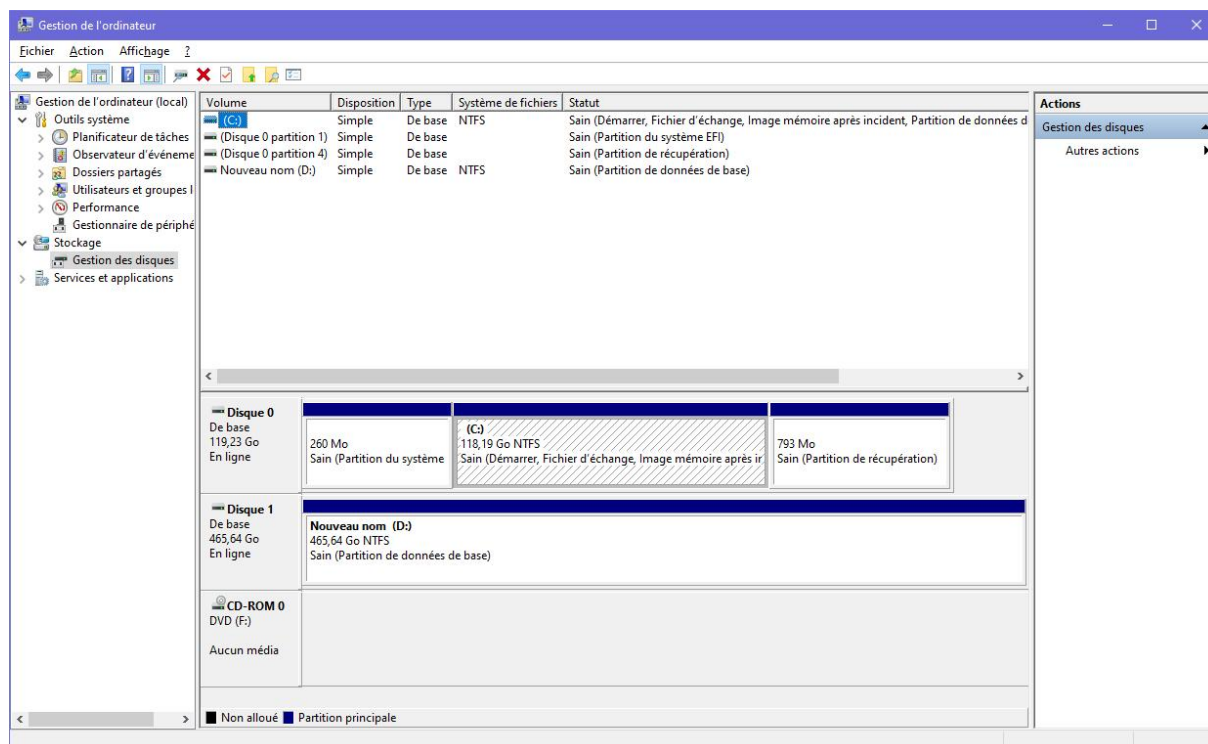 Gestion de l'ordinateur
Fichier Action Affichage ?
Gestion de l'ordinateur (local)
Outils système
Planificateur de tâches
Observateur d'événeme
Dossiers partagés
Utilisateurs et groupes l
Performance
Gestionnaire de périphé
Stockage
Gestion des disques
Services et applications
Volume Disposition Type Système de fichiers Statut
(C:) Simple De base NTFS Sain (Démarrer, Fichier d'échange, Image mémoire après incident, Partition de données d
(Disque 0 partition 1) Simple De base Sain (Partition du système EFI)
(Disque 0 partition 4) Simple De base Sain (Partition de récupération)
Nouveau nom (D:) Simple De base NTFS Sain (Partition de données de base)
Disque 0
De base
119,23 Go
En ligne
260 Mo
Sain (Partition du système
(C:)
118,19 Go NTFS
Sain (Démarrer, Fichier d'échange, Image mémoire après ir
793 Mo
Sain (Partition de récupération)
Disque 1
De base
465,64 Go
En ligne
Nouveau nom (D:)
465,64 Go NTFS
Sain (Partition de données de base)
CD-ROM 0
DVD (F:)
Aucun média
Non alloué Partition principale
Actions
Gestion des disques
Autres actions